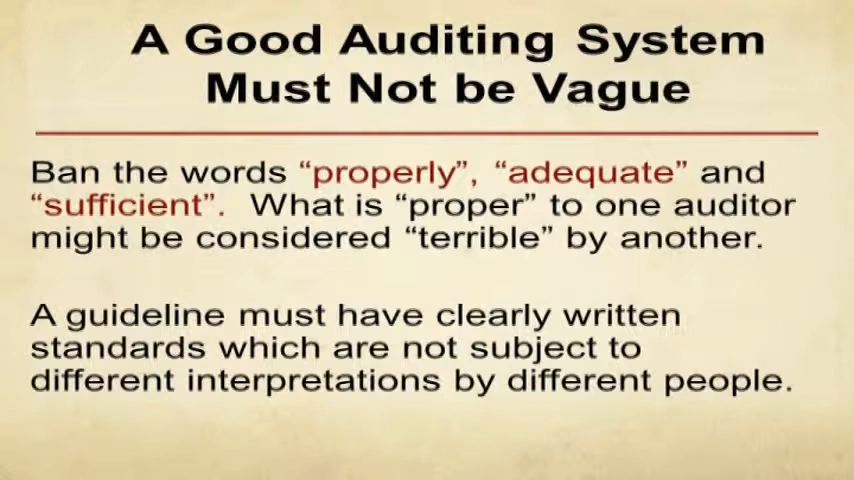 A Good Auditing System
Must Not be Vague
Ban the words “properly”, “adequate” and
“sufficient”. What is “proper” to one auditor
might be considered “terrible” by another.
A guideline must have clearly written
standards which are not subject to
different interpretations by different people.